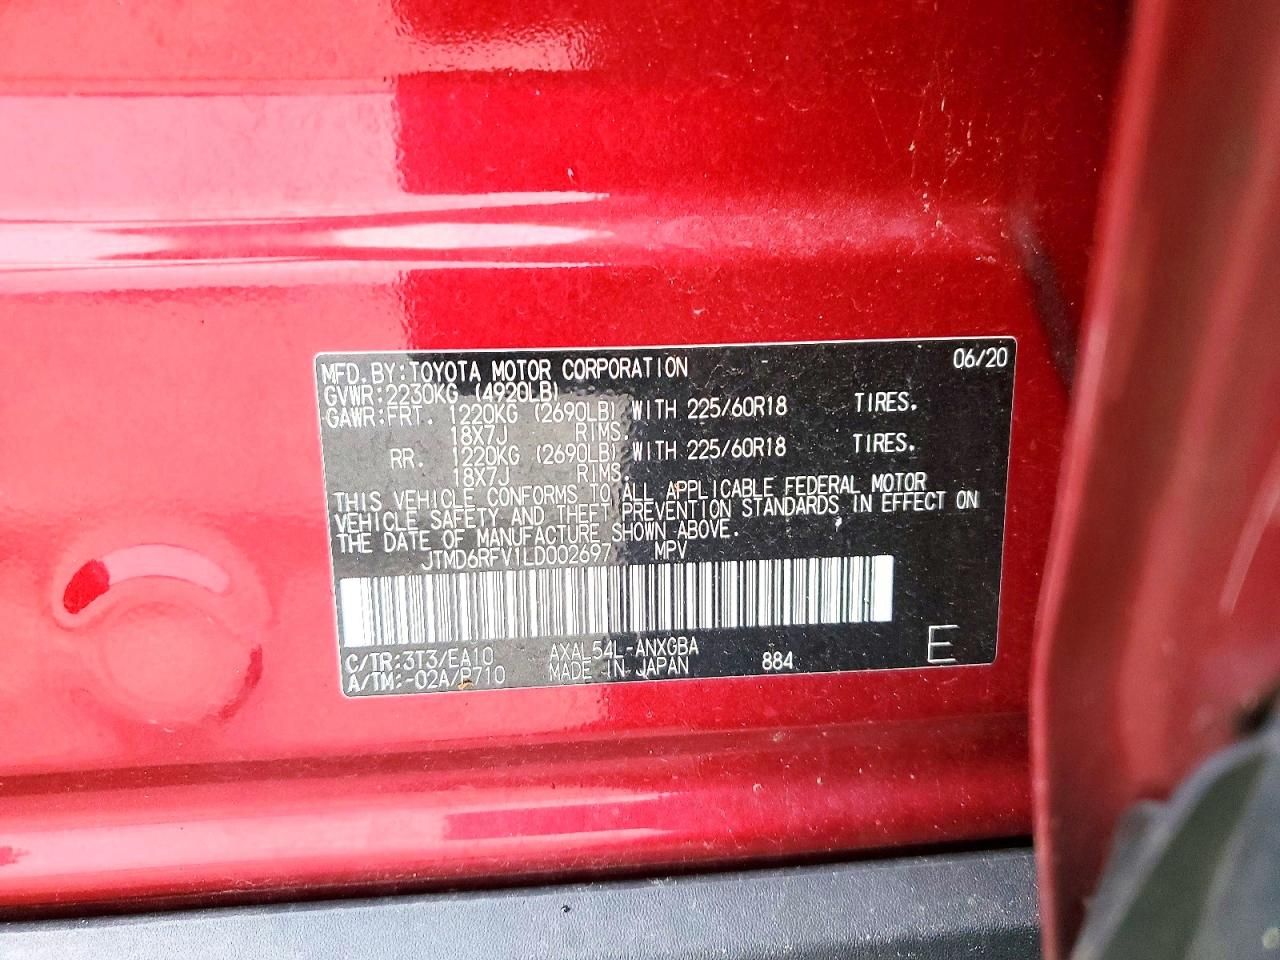 MFD.BY:TOYOTA MOTOR CORPORATION 06/20
GVWR:2230KG (4920LB)
GAWR:FRT. 1220KG (2690LB) WITH 225/60R18 TIRES.
18X7J RIMS.
RR. 1220KG (2690LB) WITH 225/60R18 TIRES.
18X7J RIMS
THIS VEHICLE CONFORMS TO ALL APPLICABLE FEDERAL MOTOR
VEHICLE SAFETY AND THEFT PREVENTION STANDARDS IN EFFECT ON
THE DATE OF MANUFACTURE SHOWN ABOVE.
JTMD6RFV1LD002697 MPV
C/TR:3T3/EA10 AXAL54L-ANXGBA
A/TM:-02A/P710 MADE IN JAPAN 884 E